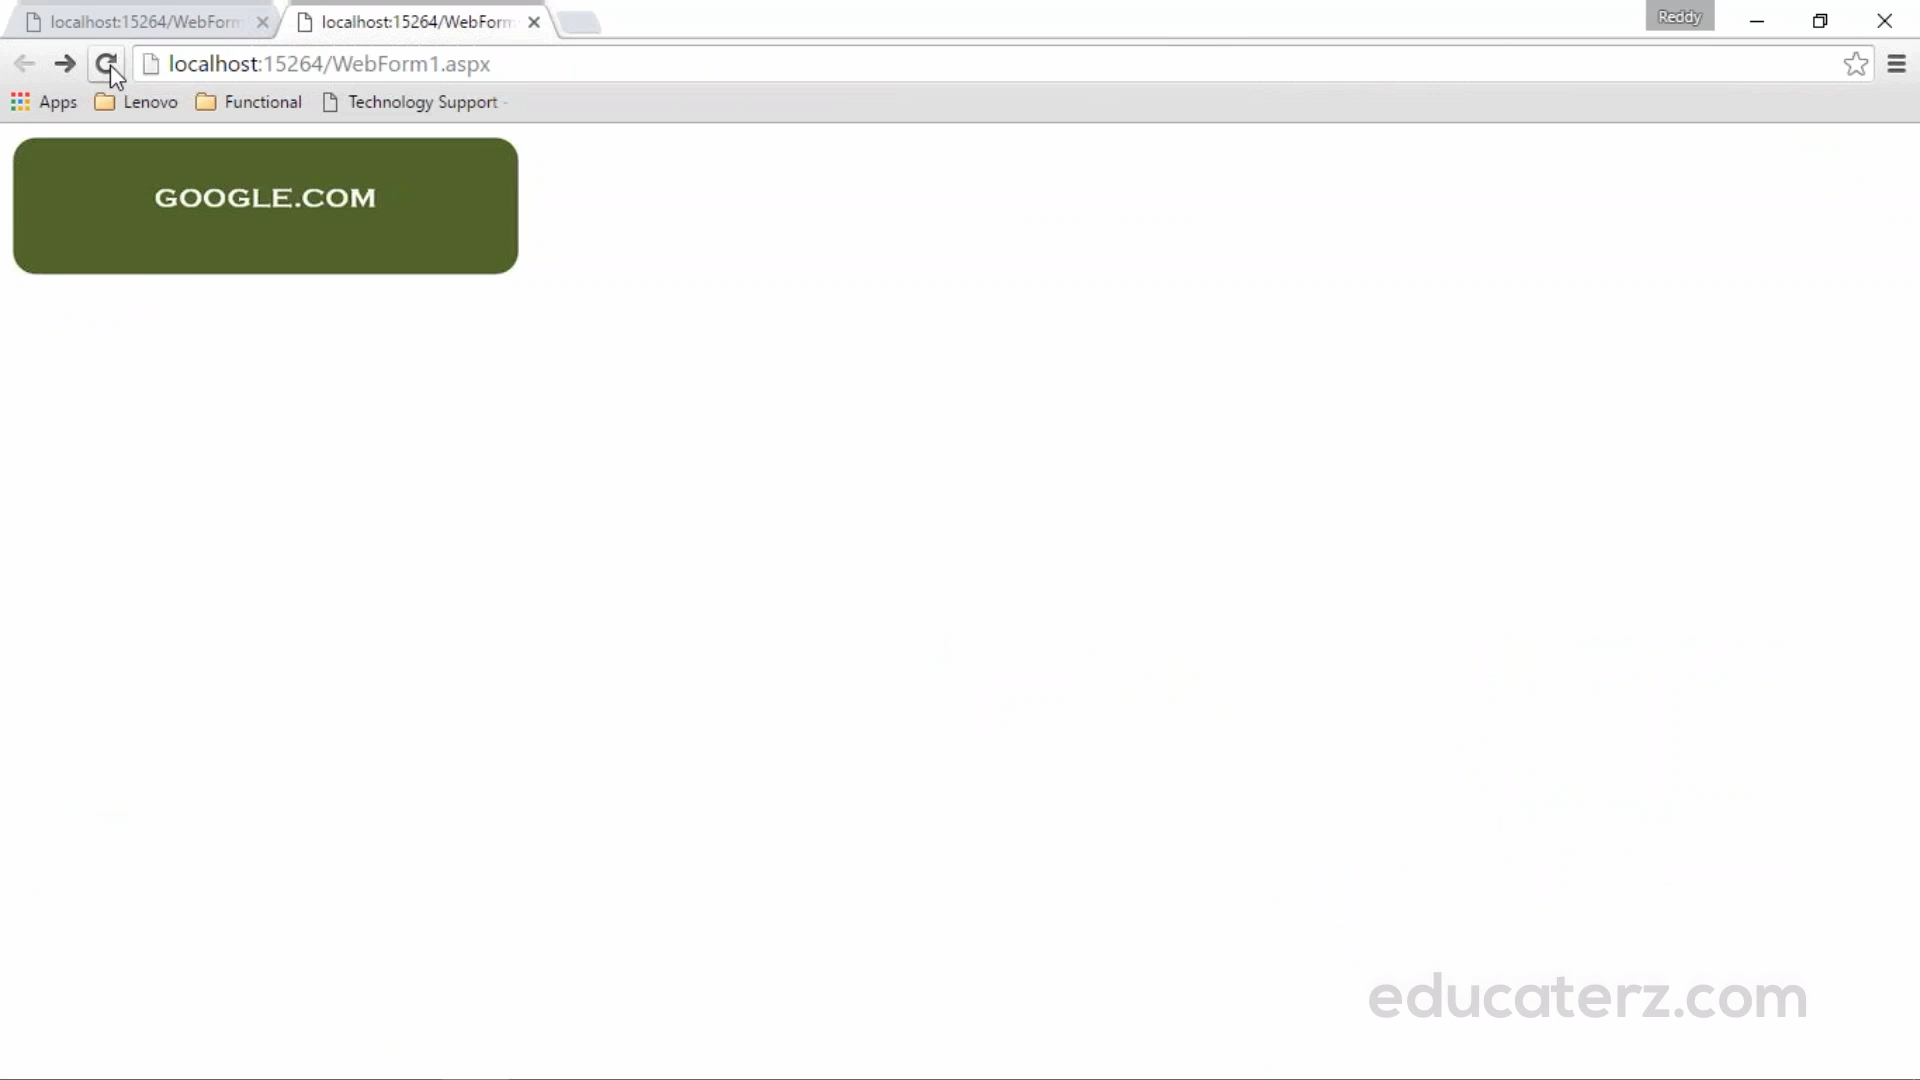 localhost:15264/WebForm
localhost:15264/WebForm
Reddy
localhost:15264/WebForm1.aspx
Apps
Lenovo
Functional
Technology Support -
GOOGLE.COM
educaterz.com